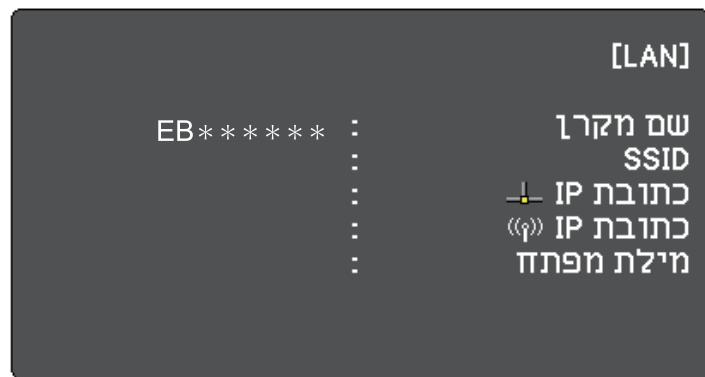 [LAN]
שם מקרן : EB∗∗∗∗∗∗
SSID :
כתובת IP :
כתובת IP :
מילת מפתח :